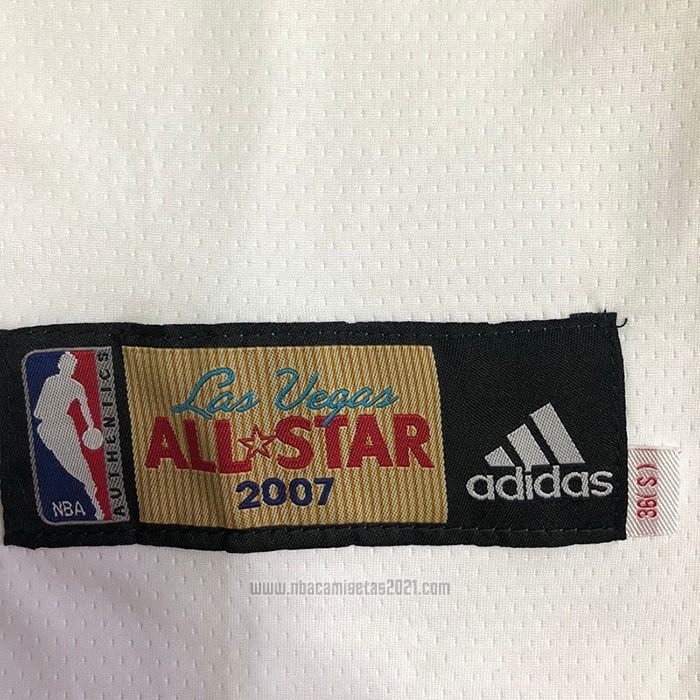 NBA
AUTHENTICS
Las Vegas
ALL STAR
2007
adidas
36(S)
www.nbacamisetas2021.com